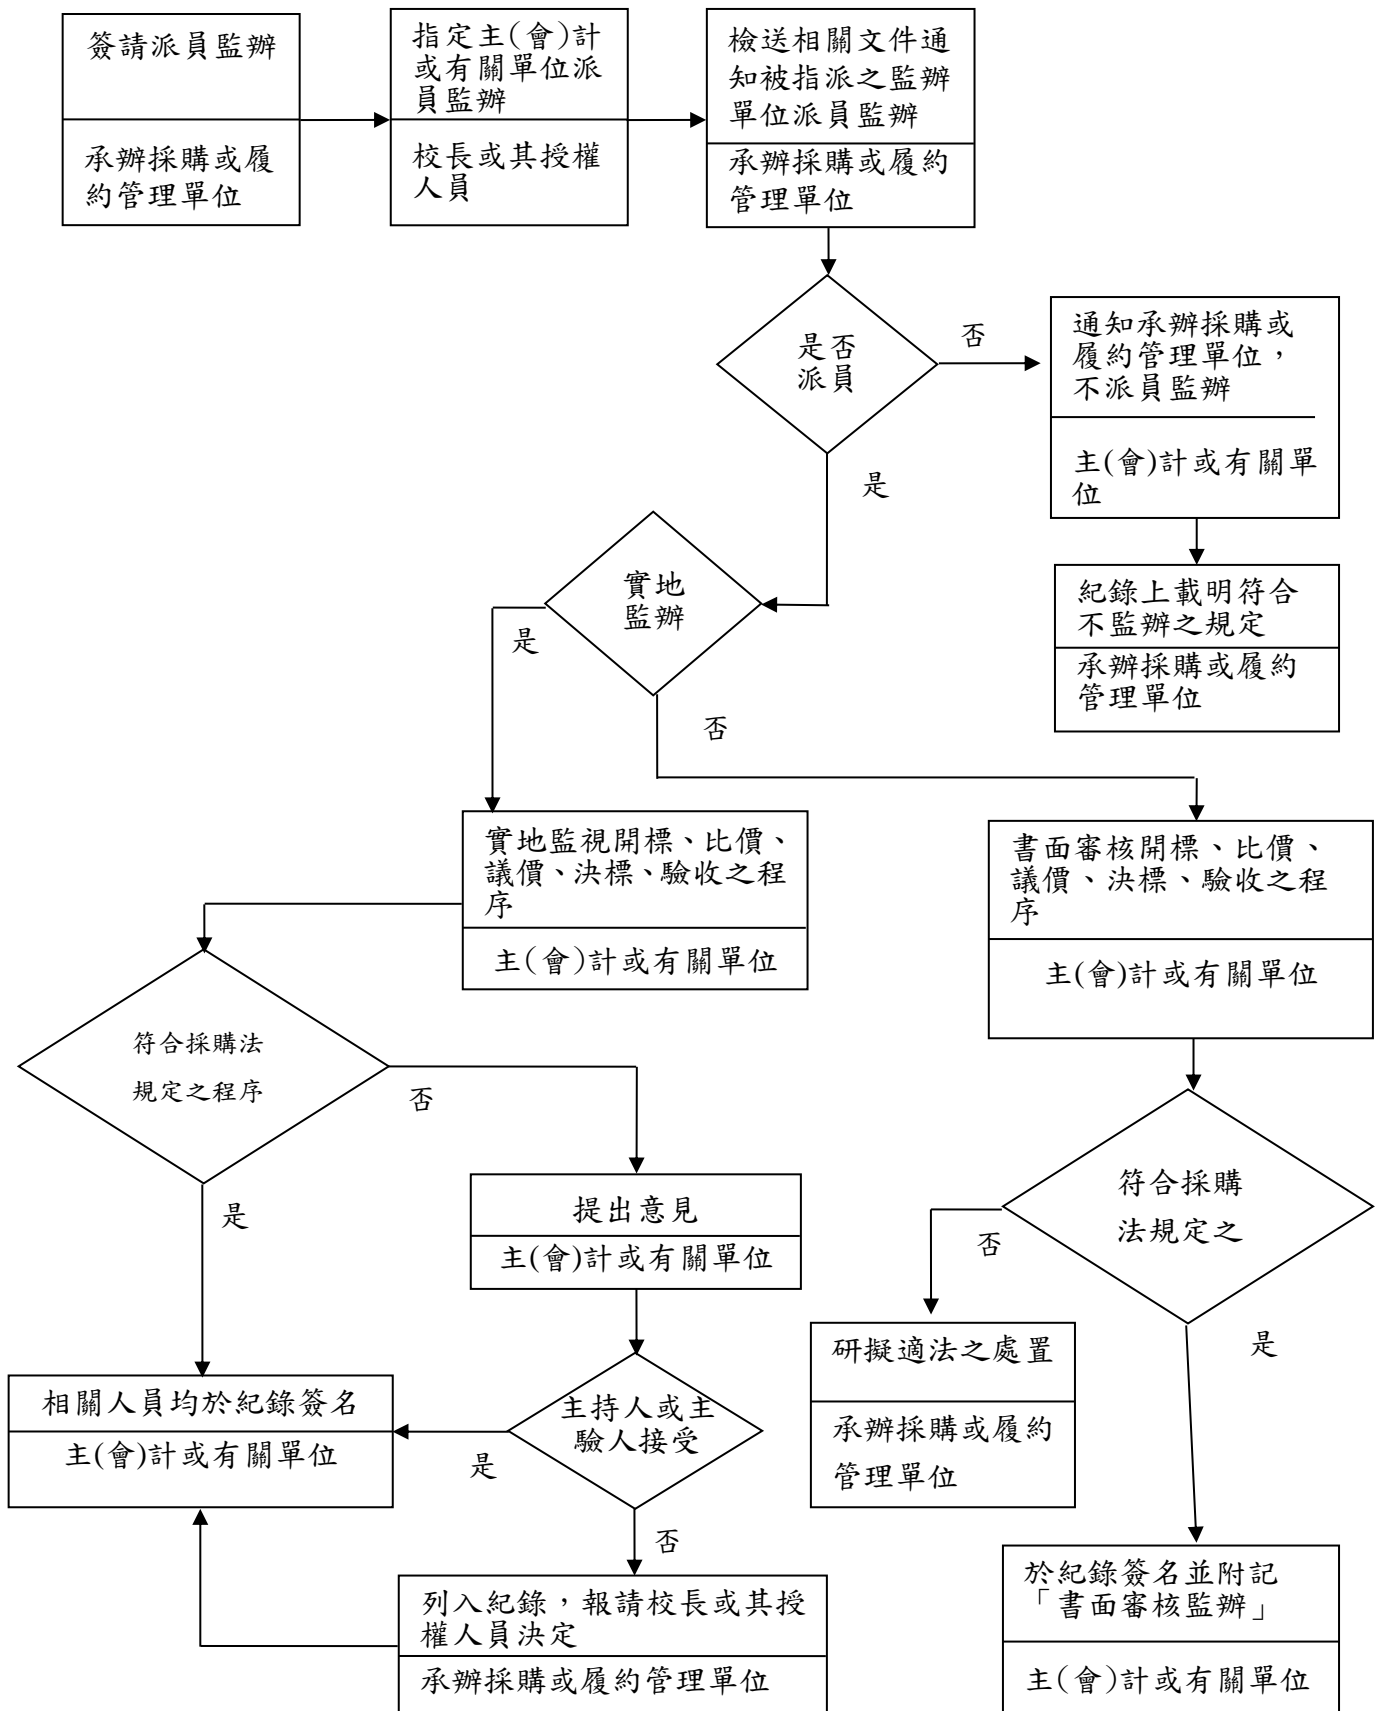 簽請派員監辦
承辦採購或履
約管理單位
指定主(會)計
或有關單位派
員監辦
校長或其授權
人員
檢送相關文件通
知被指派之監辦
單位派員監辦
承辦採購或履約
管理單位
是否
派員
否
是
通知承辦採購或
履約管理單位，
不派員監辦
主(會)計或有關單
位
紀錄上載明符合
不監辦之規定
承辦採購或履約
管理單位
實地
監辦
是
否
實地監視開標、比價、
議價、決標、驗收之程
序
主(會)計或有關單位
書面審核開標、比價、
議價、決標、驗收之程
序
主(會)計或有關單位
符合採購法
規定之程序
否
是
提出意見
主(會)計或有關單位
符合採購
法規定之
否
是
研擬適法之處置
承辦採購或履約
管理單位
相關人員均於紀錄簽名
主(會)計或有關單位
主持人或主
驗人接受
是
否
列入紀錄，報請校長或其授
權人員決定
承辦採購或履約管理單位
於紀錄簽名並附記
「書面審核監辦」
主(會)計或有關單位